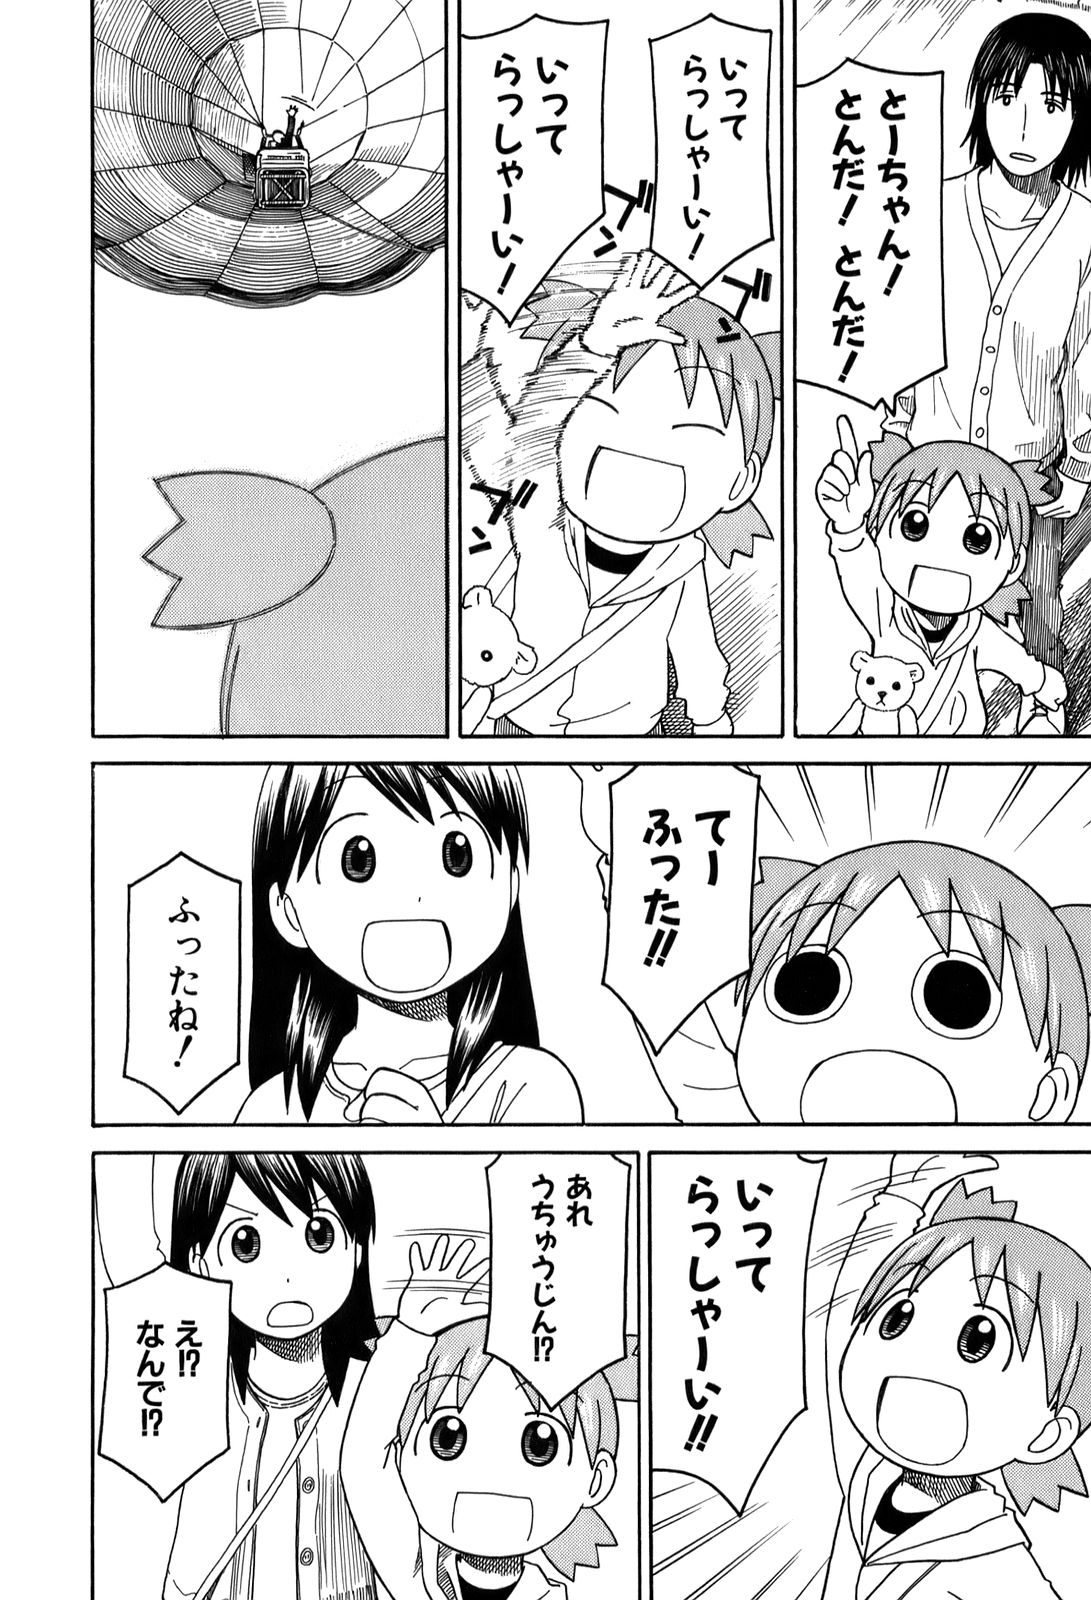 とーちゃん!
とんだ!とんだ!
いって
らっしゃーい!
ブン
ブン
いって
らっしゃーい!
ブン
てー
ふった!!
ふったね!
いって
らっしゃーい!!
あれ
うちゅうじん!?
え!?
なんで!?